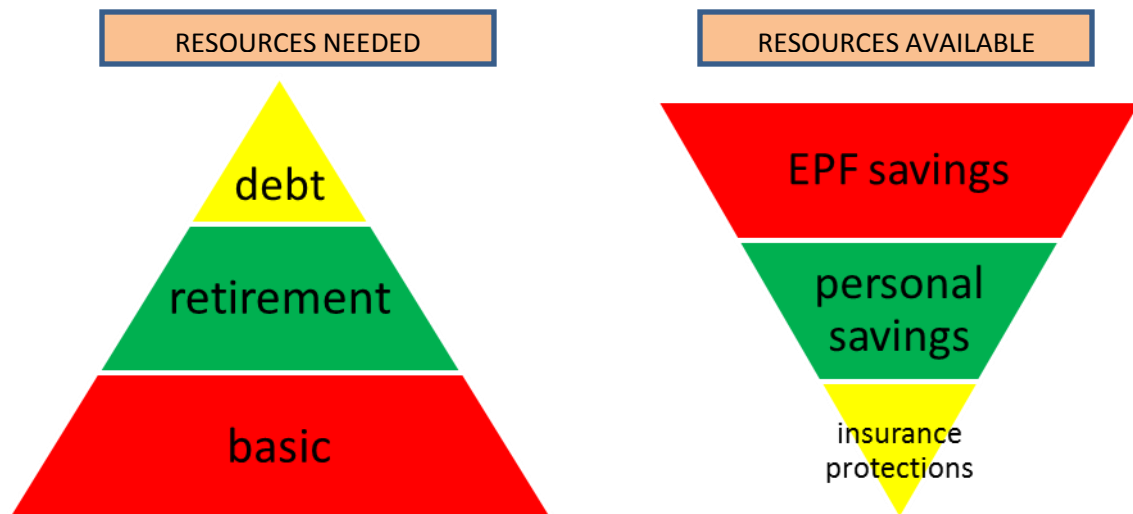 RESOURCES NEEDED
RESOURCES AVAILABLE
debt
retirement
basic
EPF savings
personal
savings
insurance
protections